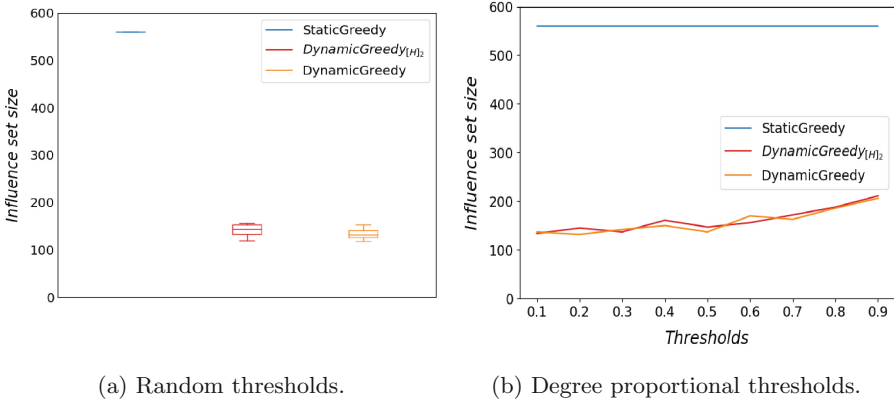 600
500
400
300
200
100
0
Influence set size
StaticGreedy
DynamicGreedy[H]2
DynamicGreedy
(a) Random thresholds.
600
500
400
300
200
100
0
Influence set size
StaticGreedy
DynamicGreedy[H]2
DynamicGreedy
0.1 0.2 0.3 0.4 0.5 0.6 0.7 0.8 0.9
Thresholds
(b) Degree proportional thresholds.